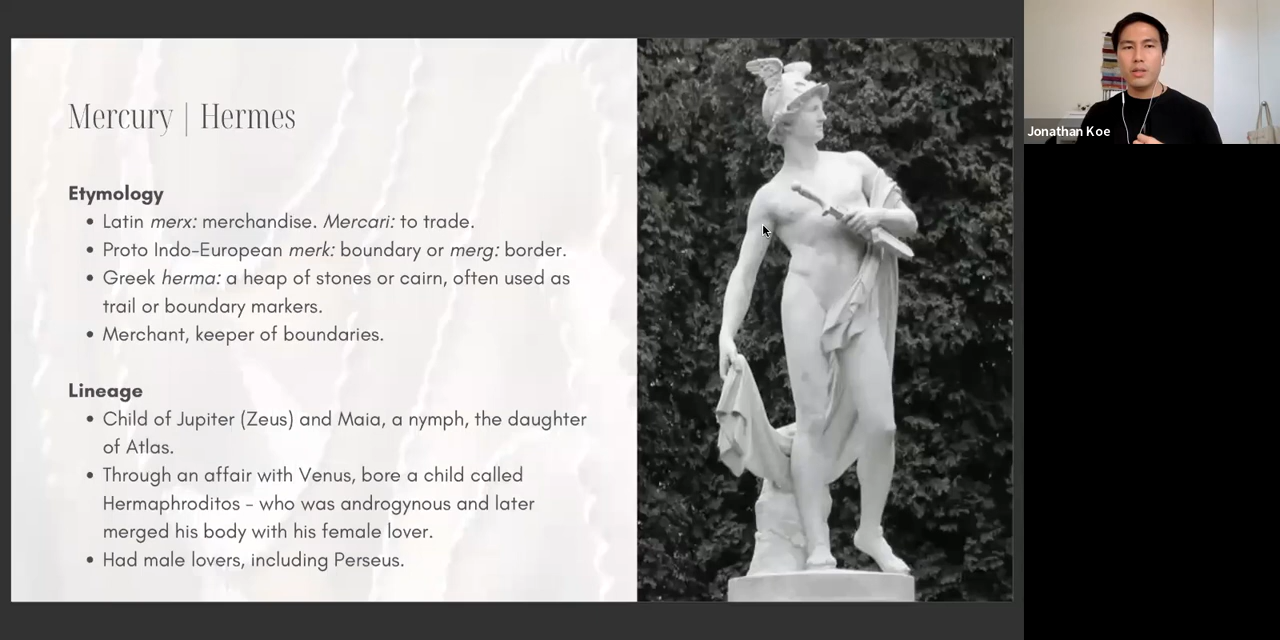 Mercury | Hermes
Etymology
• Latin merx: merchandise. Mercari: to trade.
• Proto Indo-European merk: boundary or merg: border.
• Greek herma: a heap of stones or cairn, often used as
trail or boundary markers.
• Merchant, keeper of boundaries.
Lineage
• Child of Jupiter (Zeus) and Maia, a nymph, the daughter
of Atlas.
• Through an affair with Venus, bore a child called
Hermaphroditos - who was androgynous and later
merged his body with his female lover.
• Had male lovers, including Perseus.
Jonathan Koe